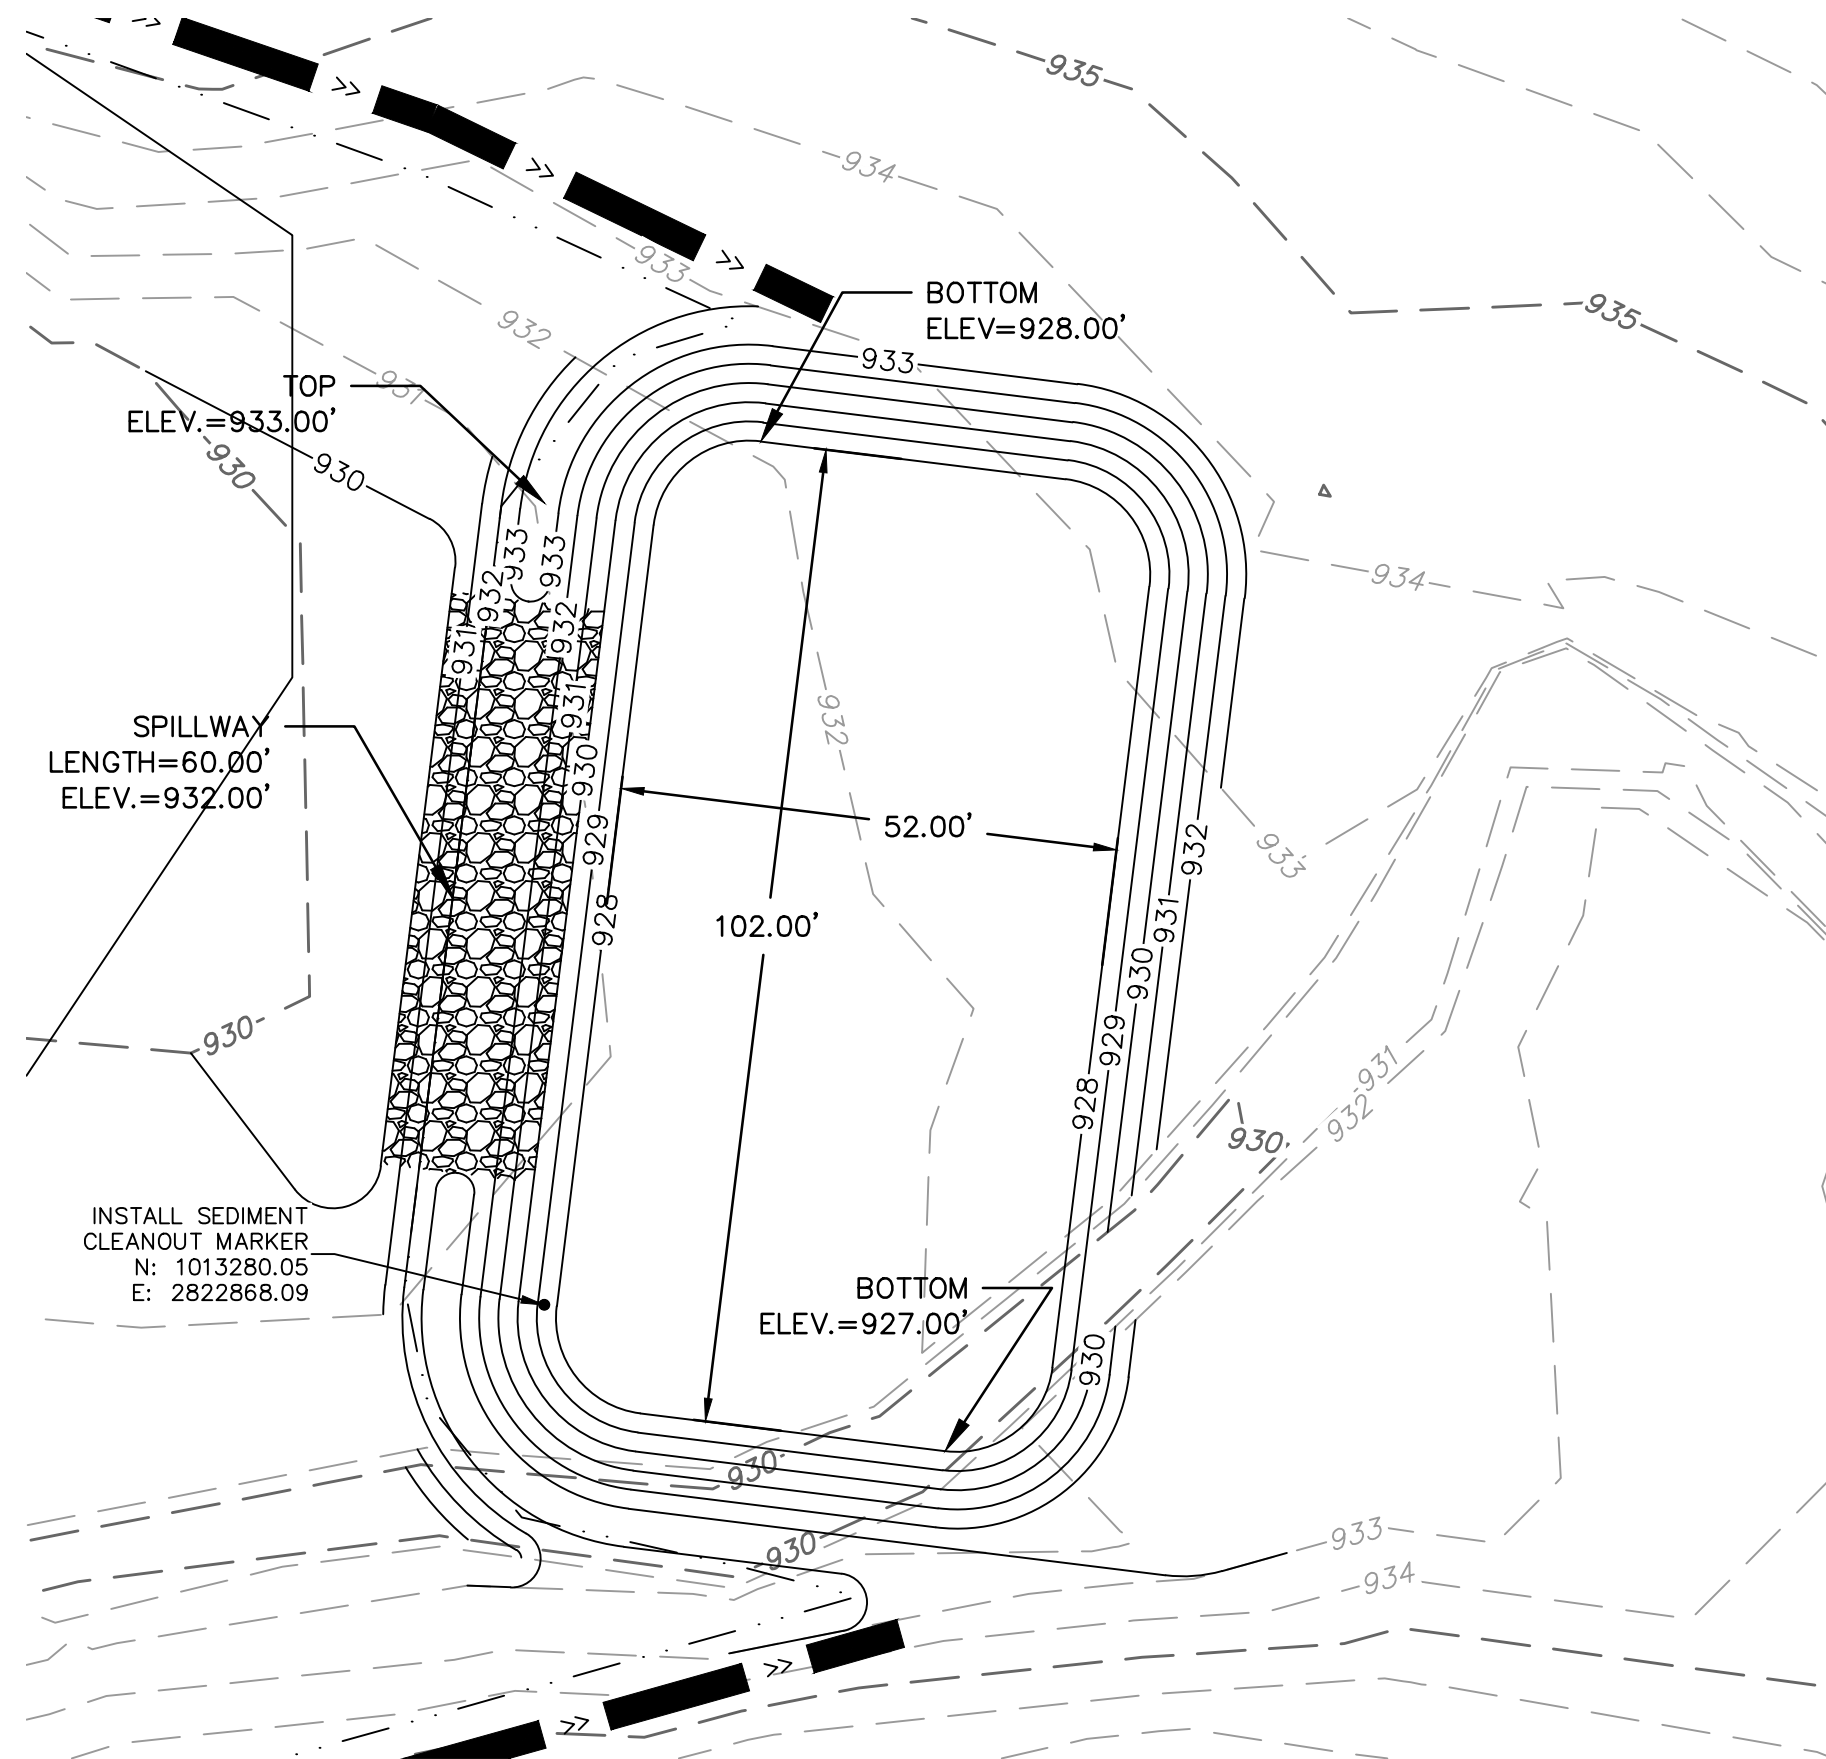 935
934
933
BOTTOM
ELEV=928.00'
935
932
933
TOP
ELEV.=933.00'
931
930
930
933
933
934
932
932
931
931
932
SPILLWAY
LENGTH=60.00'
ELEV.=932.00'
930
929
52.00'
932
933
928
102.00'
931
930
930
929
931
928
932
930
INSTALL SEDIMENT
CLEANOUT MARKER
N: 1013280.05
E: 2822868.09
BOTTOM
ELEV.=927.00'
930
930
933
930
934